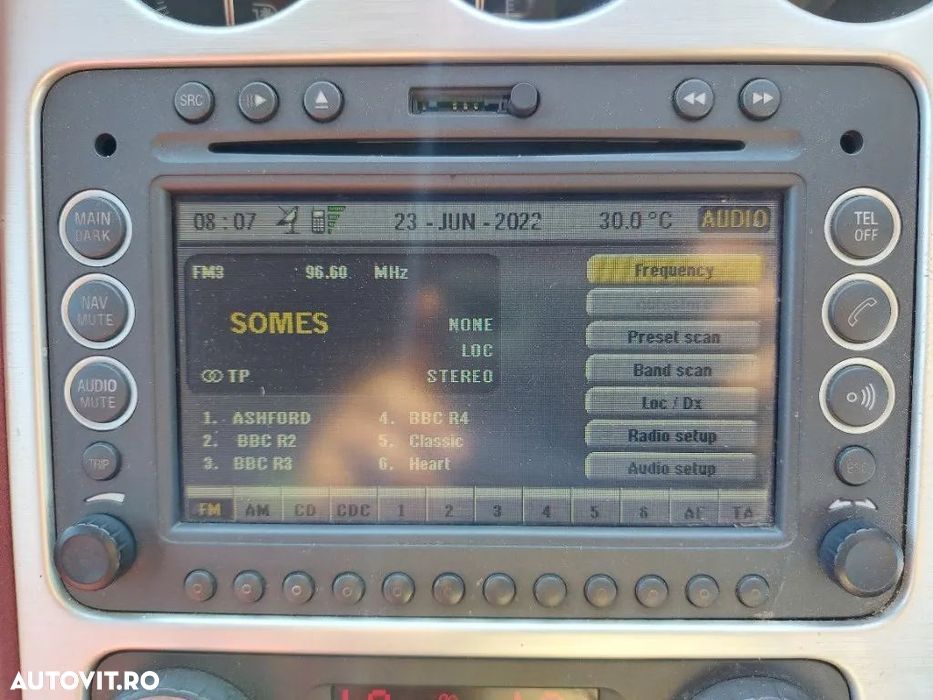 SRC
08:07 23 - JUN - 2022 30.0 °C AUDIO
MAIN
DARK
TEL
OFF
FM3 96.60 MHz
Frequency
SOMES
NONE
NAV
MUTE
Preset scan
LOC
Band scan
TP STEREO
AUDIO
MUTE
Loc / Dx
1. ASHFORD 4. BBC R4
2. BBC R2 5. Classic
Radio setup
3. BBC R3 6. Heart
Audio setup
TRIP
ESC
FM AM CD CDC 1 2 3 4 5 6 AF TA
AUTOVIT.RO